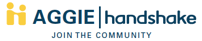 AGGIE | handshake
JOIN THE COMMUNITY